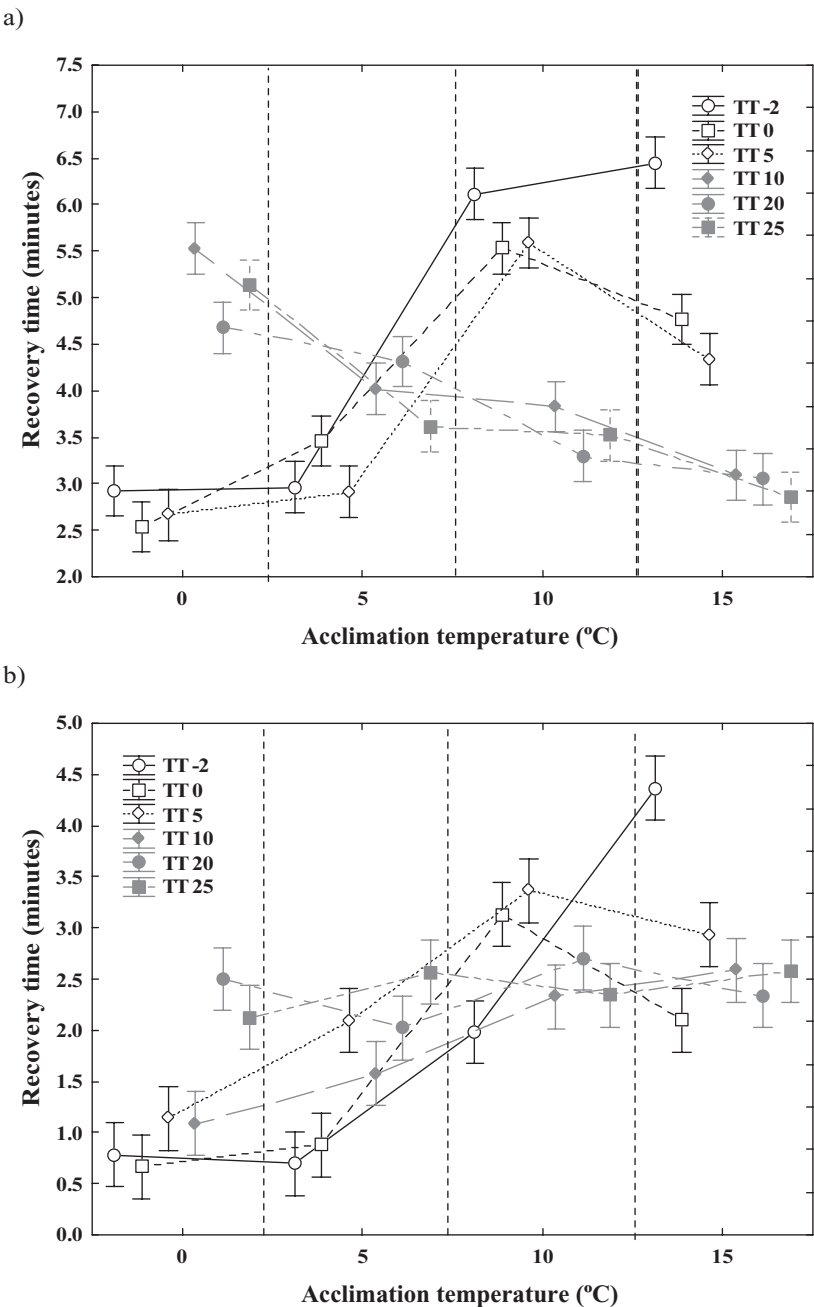 a)
7.5
7.0
6.5
6.0
5.5
5.0
4.5
4.0
3.5
3.0
2.5
2.0
Recovery time (minutes)
TT -2
TT 0
TT 5
TT 10
TT 20
TT 25
0 5 10 15
Acclimation temperature (ºC)
b)
5.0
4.5
4.0
3.5
3.0
2.5
2.0
1.5
1.0
0.5
0.0
Recovery time (minutes)
TT -2
TT 0
TT 5
TT 10
TT 20
TT 25
0 5 10 15
Acclimation temperature (ºC)